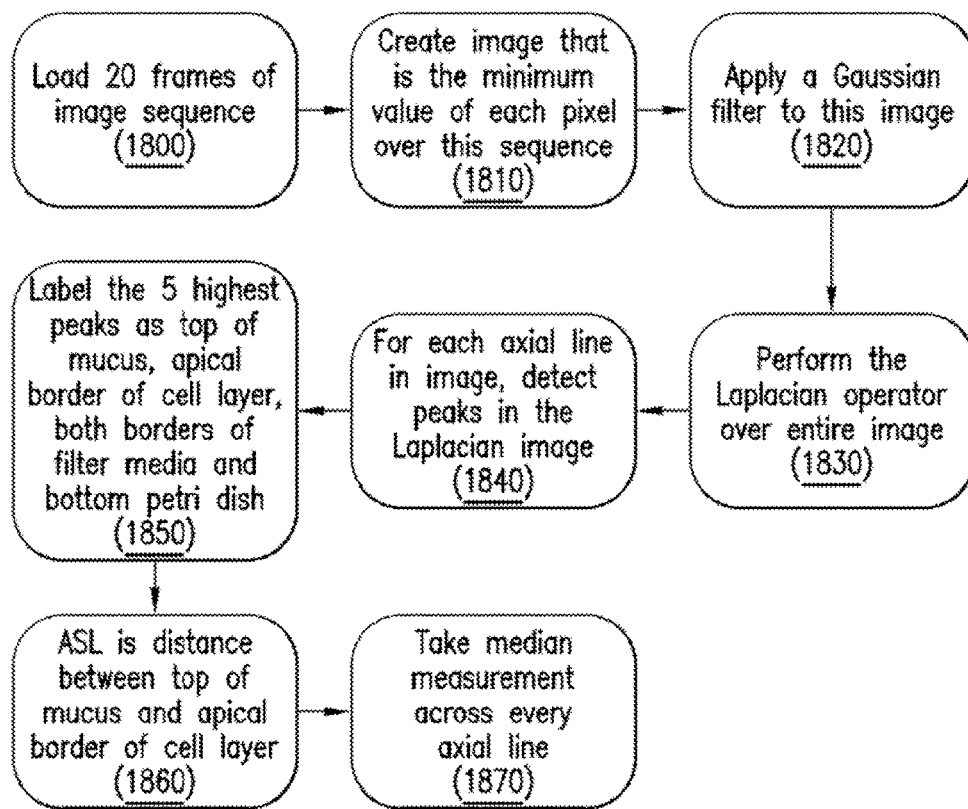 Load 20 frames of
image sequence
(1800)
Create image that
is the minimum
value of each pixel
over this sequence
(1810)
Apply a Gaussian
filter to this image
(1820)
Perform the
Laplacian operator
over entire image
(1830)
For each axial line
in image, detect
peaks in the
Laplacian image
(1840)
Label the 5 highest
peaks as top of
mucus, apical
border of cell layer,
both borders of
filter media and
bottom petri dish
(1850)
ASL is distance
between top of
mucus and apical
border of cell layer
(1860)
Take median
measurement
across every
axial line
(1870)